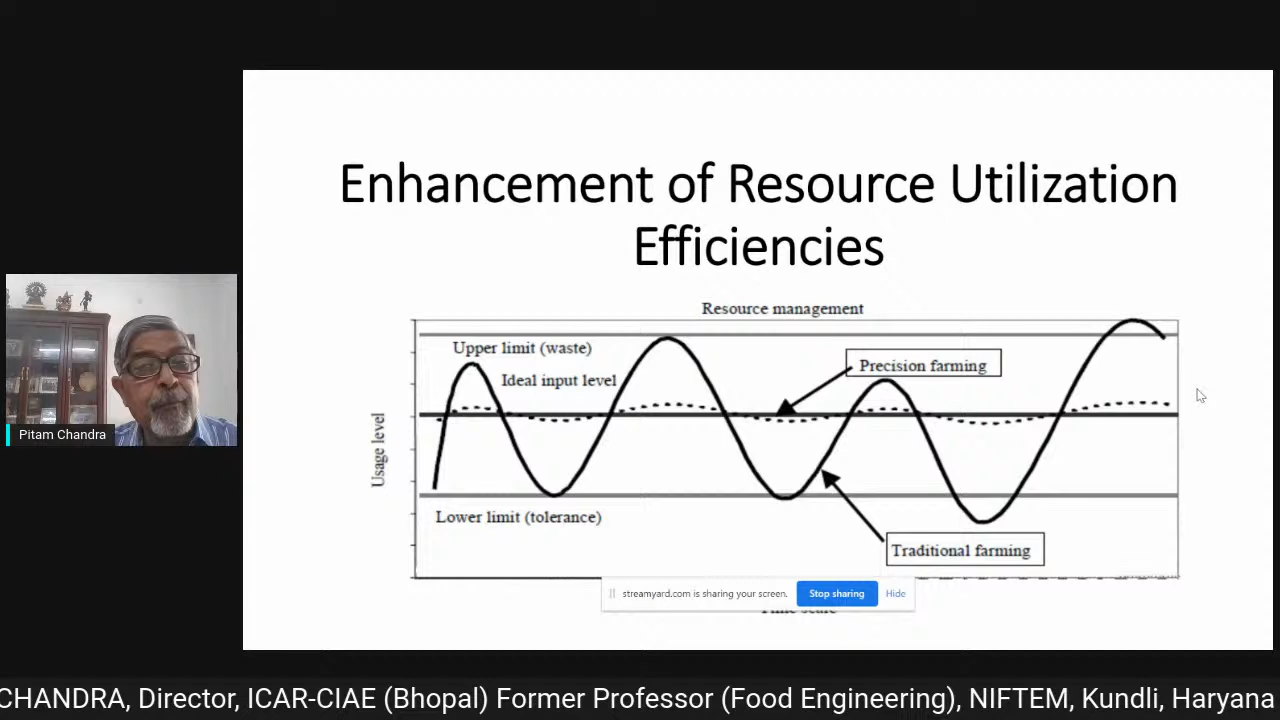 Enhancement of Resource Utilization
Efficiencies
Resource management
Upper limit (waste)
Ideal input level
Precision farming
Usage level
Lower limit (tolerance)
Traditional farming
streamyard.com is sharing your screen.
Stop sharing
Hide
Time scale
Pitam Chandra
CHANDRA, Director, ICAR-CIAE (Bhopal) Former Professor (Food Engineering), NIFTEM, Kundli, Haryana